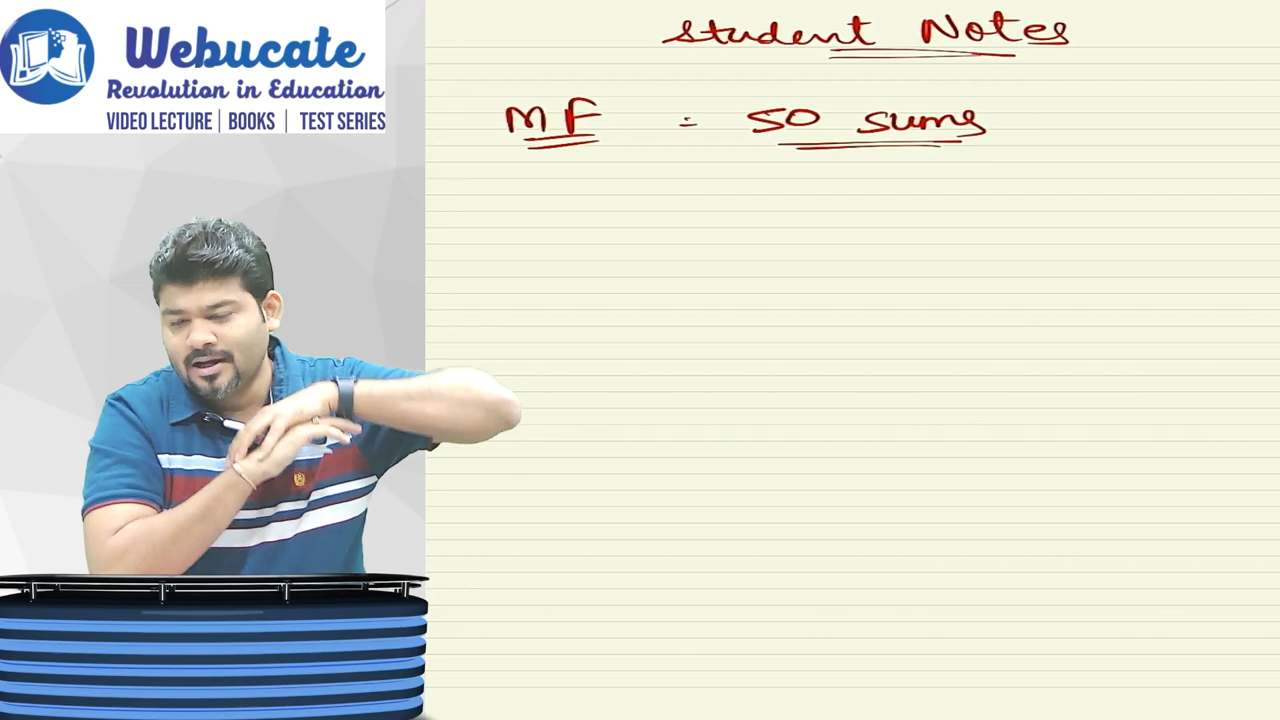 Webucate
Revolution in Education
VIDEO LECTURE | BOOKS | TEST SERIES
Student Notes
MF = 50 sums